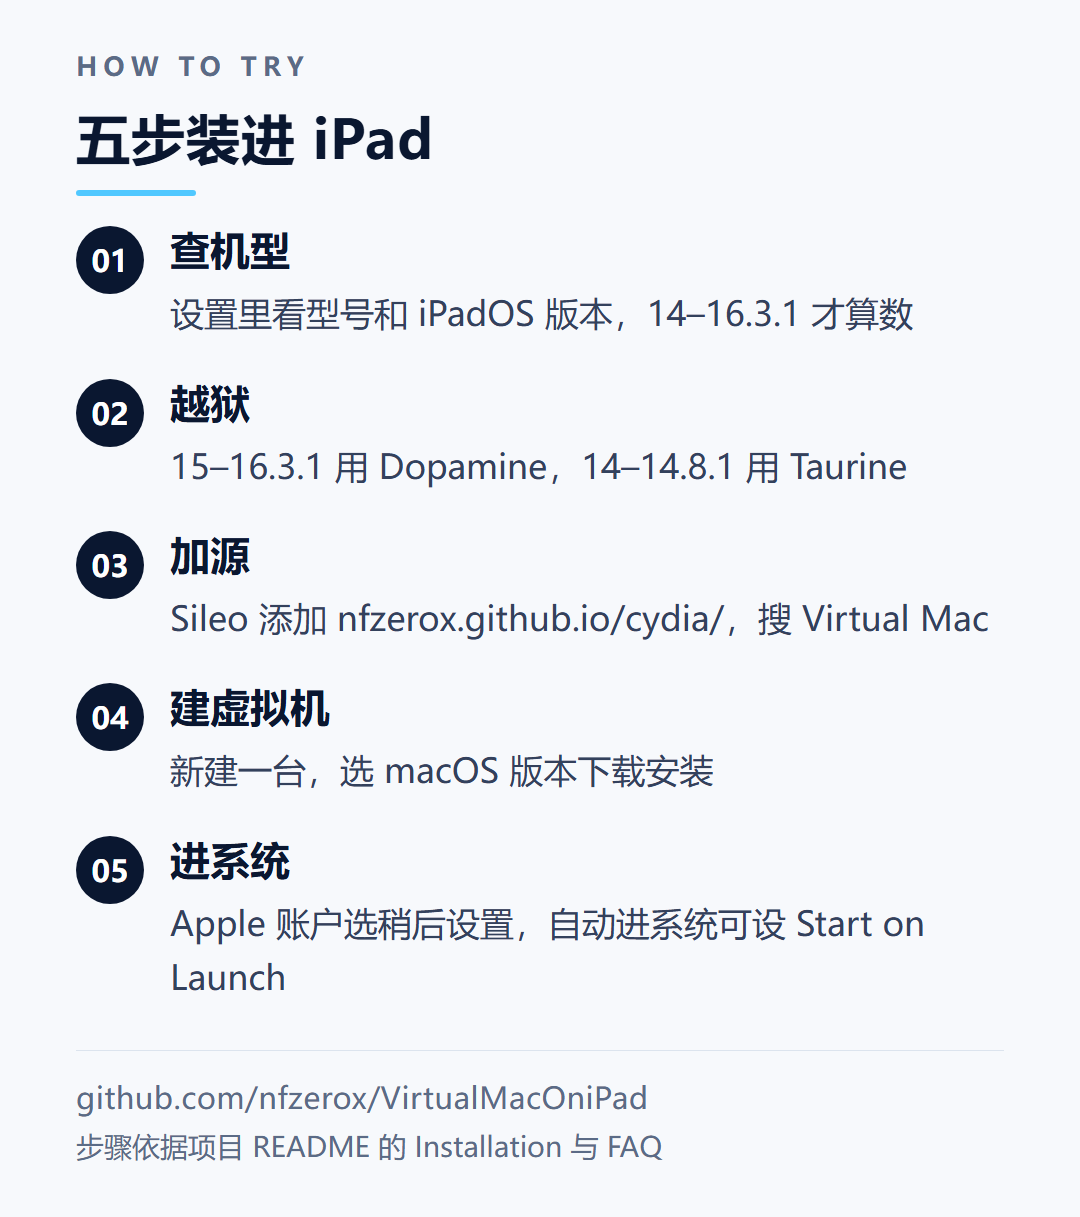 HOW TO TRY
五步装进 iPad
01
查机型
设置里看型号和 iPadOS 版本，14–16.3.1 才算数
02
越狱
15–16.3.1 用 Dopamine，14–14.8.1 用 Taurine
03
加源
Sileo 添加 nfzerox.github.io/cydia/，搜 Virtual Mac
04
建虚拟机
新建一台，选 macOS 版本下载安装
05
进系统
Apple 账户选稍后设置，自动进系统可设 Start on
Launch
github.com/nfzerox/VirtualMacOniPad
步骤依据项目 README 的 Installation 与 FAQ